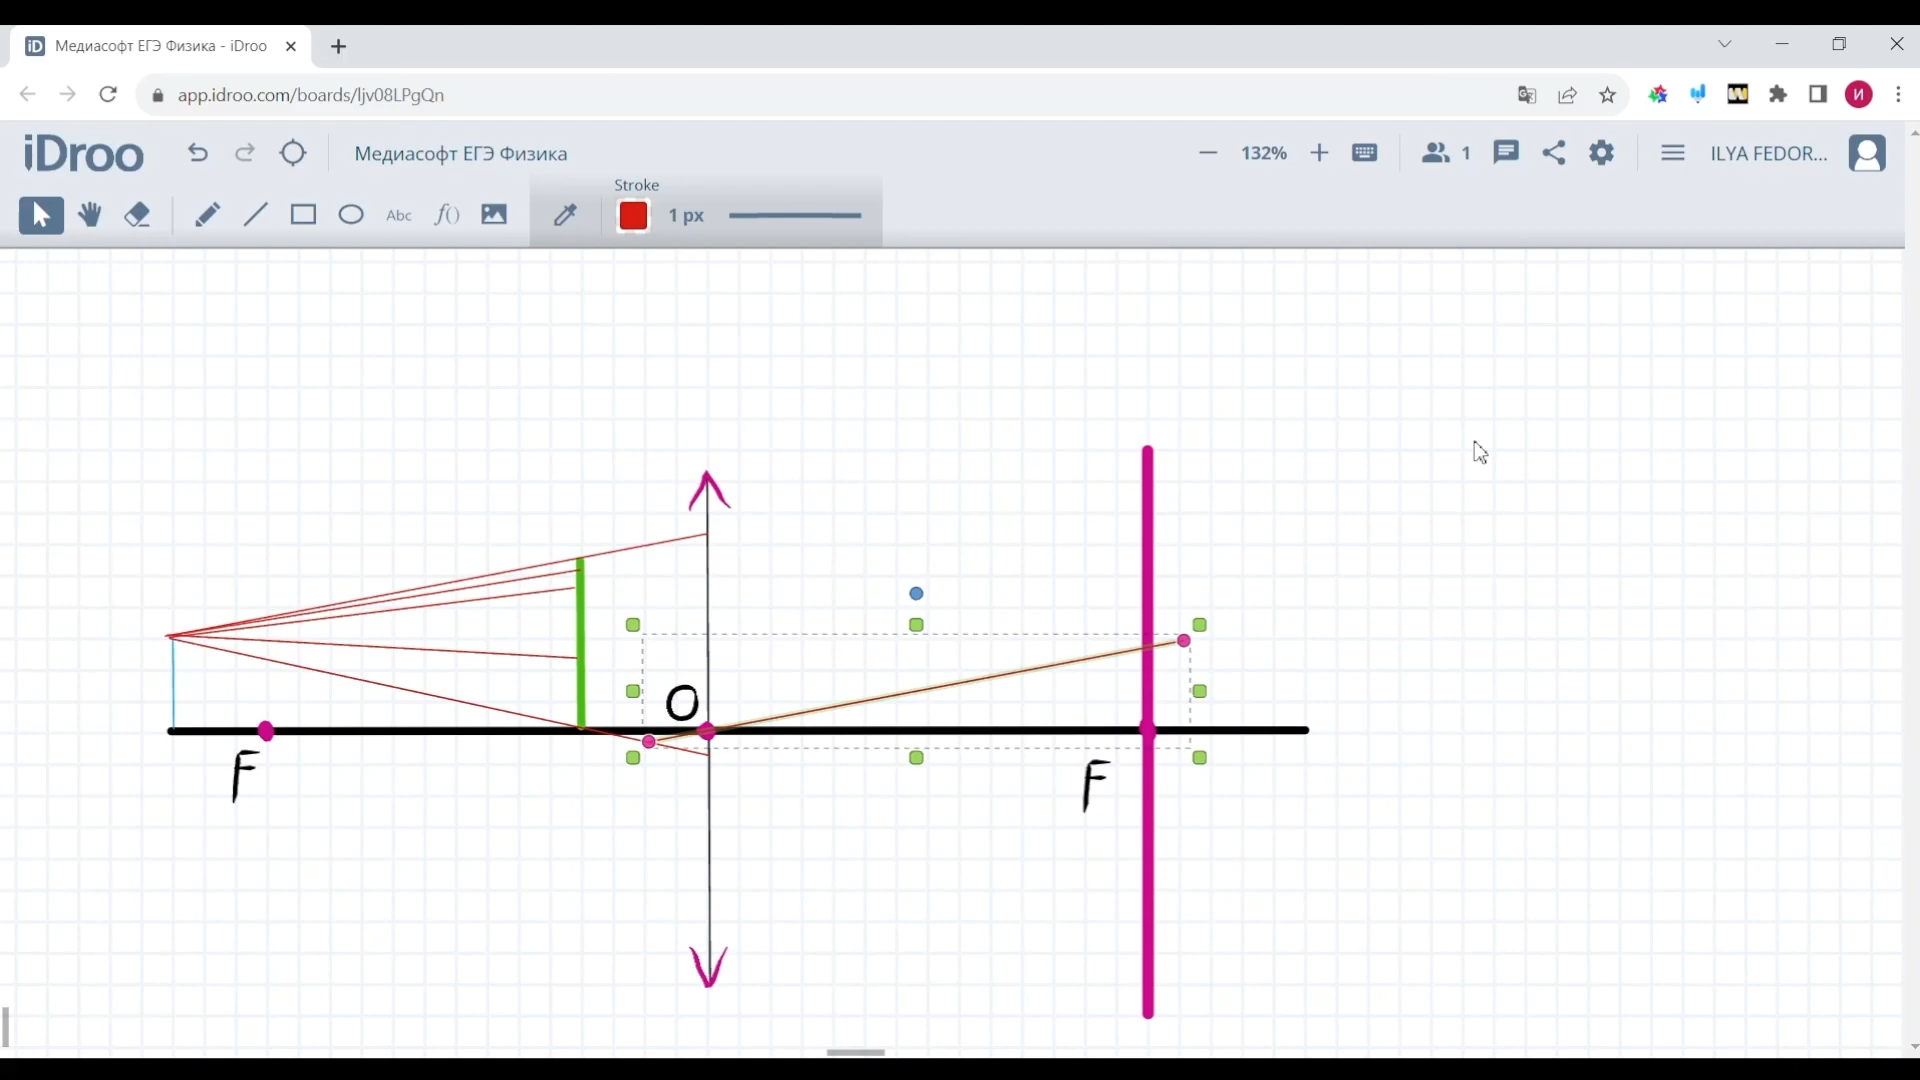 Медиасофт ЕГЭ Физика - iDroo
app.idroo.com/boards/ljv08LPgQn
И
iDroo
Медиасофт ЕГЭ Физика
132%
1
ILYA FEDOR...
Abc
f()
Stroke
1 px
O
F
F